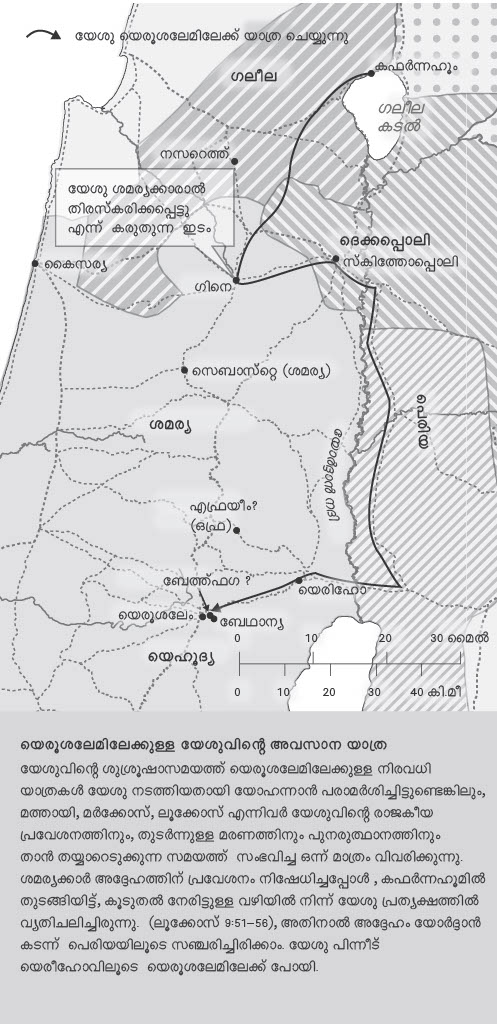 യേശു യെരൂശലേമിലേക്ക് യാത്ര ചെയ്യുന്നു
ഗലീല
കഫർന്നഹൂം
ഗലീല
കടൽ
നസറെത്ത്
യേശു ശമര്യക്കാരാൽ
തിരസ്കരിക്കപ്പെട്ടു
എന്ന് കരുതുന്ന ഇടം
ദെക്കപ്പൊലി
സ്കിത്തോപ്പൊലി
കൈസര്യ
ഗിനെ
സെബാസ്റ്റെ (ശമര്യ)
ശമര്യ
പെരിയ
യോർദ്ദാൻ നദി
എഫ്രയീം?
(ഒഫ്ര)
ബേത്ത്ഫഗ ?
യെരിഹോ
യെരൂശലേം
ബേഥാന്യ
യെഹൂദ്യ
0 10 20 30 മൈൽ
0 10 20 30 40 കി.മീ
യെരൂശലേമിലേക്കുള്ള യേശുവിന്റെ അവസാന യാത്ര
യേശുവിന്റെ ശുശ്രൂഷാസമയത്ത് യെരൂശലേമിലേക്കുള്ള നിരവധി
യാത്രകൾ യേശു നടത്തിയതായി യോഹന്നാൻ പരാമർശിച്ചിട്ടുണ്ടെങ്കിലും,
മത്തായി, മർക്കോസ്, ലൂക്കോസ് എന്നിവർ യേശുവിന്റെ രാജകീയ
പ്രവേശനത്തിനും, തുടർന്നുള്ള മരണത്തിനും പുനരുത്ഥാനത്തിനും
താൻ തയ്യാറെടുക്കുന്ന സമയത്ത് സംഭവിച്ച ഒന്ന് മാത്രം വിവരിക്കുന്നു.
ശമര്യക്കാർ അദ്ദേഹത്തിന് പ്രവേശനം നിഷേധിച്ചപ്പോൾ , കഫർന്നഹൂമിൽ
തുടങ്ങിയിട്ട്, കൂടുതൽ നേരിട്ടുള്ള വഴിയിൽ നിന്ന് യേശു പ്രത്യക്ഷത്തിൽ
വ്യതിചലിച്ചിരുന്നു. (ലൂക്കോസ് 9:51–56), അതിനാൽ അദ്ദേഹം യോർദ്ദാൻ
കടന്ന് പെരിയയിലൂടെ സഞ്ചരിച്ചിരിക്കാം. യേശു പിന്നീട്
യെരീഹോവിലൂടെ യെരൂശലേമിലേക്ക് പോയി.